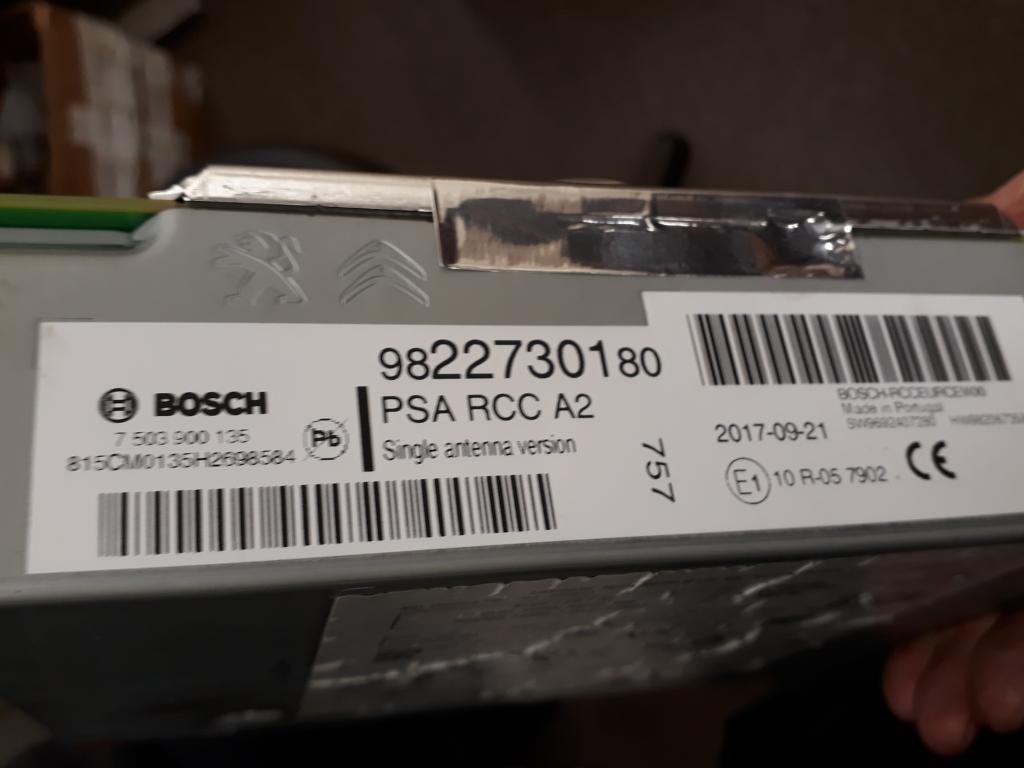 9822730180
BOSCH
PSA RCC A2
7 503 900 135
Pb
Single antenna version
815CM0135H2698584
757
BOSCH-RCCEURCEW00
Made in Portugal
2017-09-21
E1 10 R-05 7902
CE